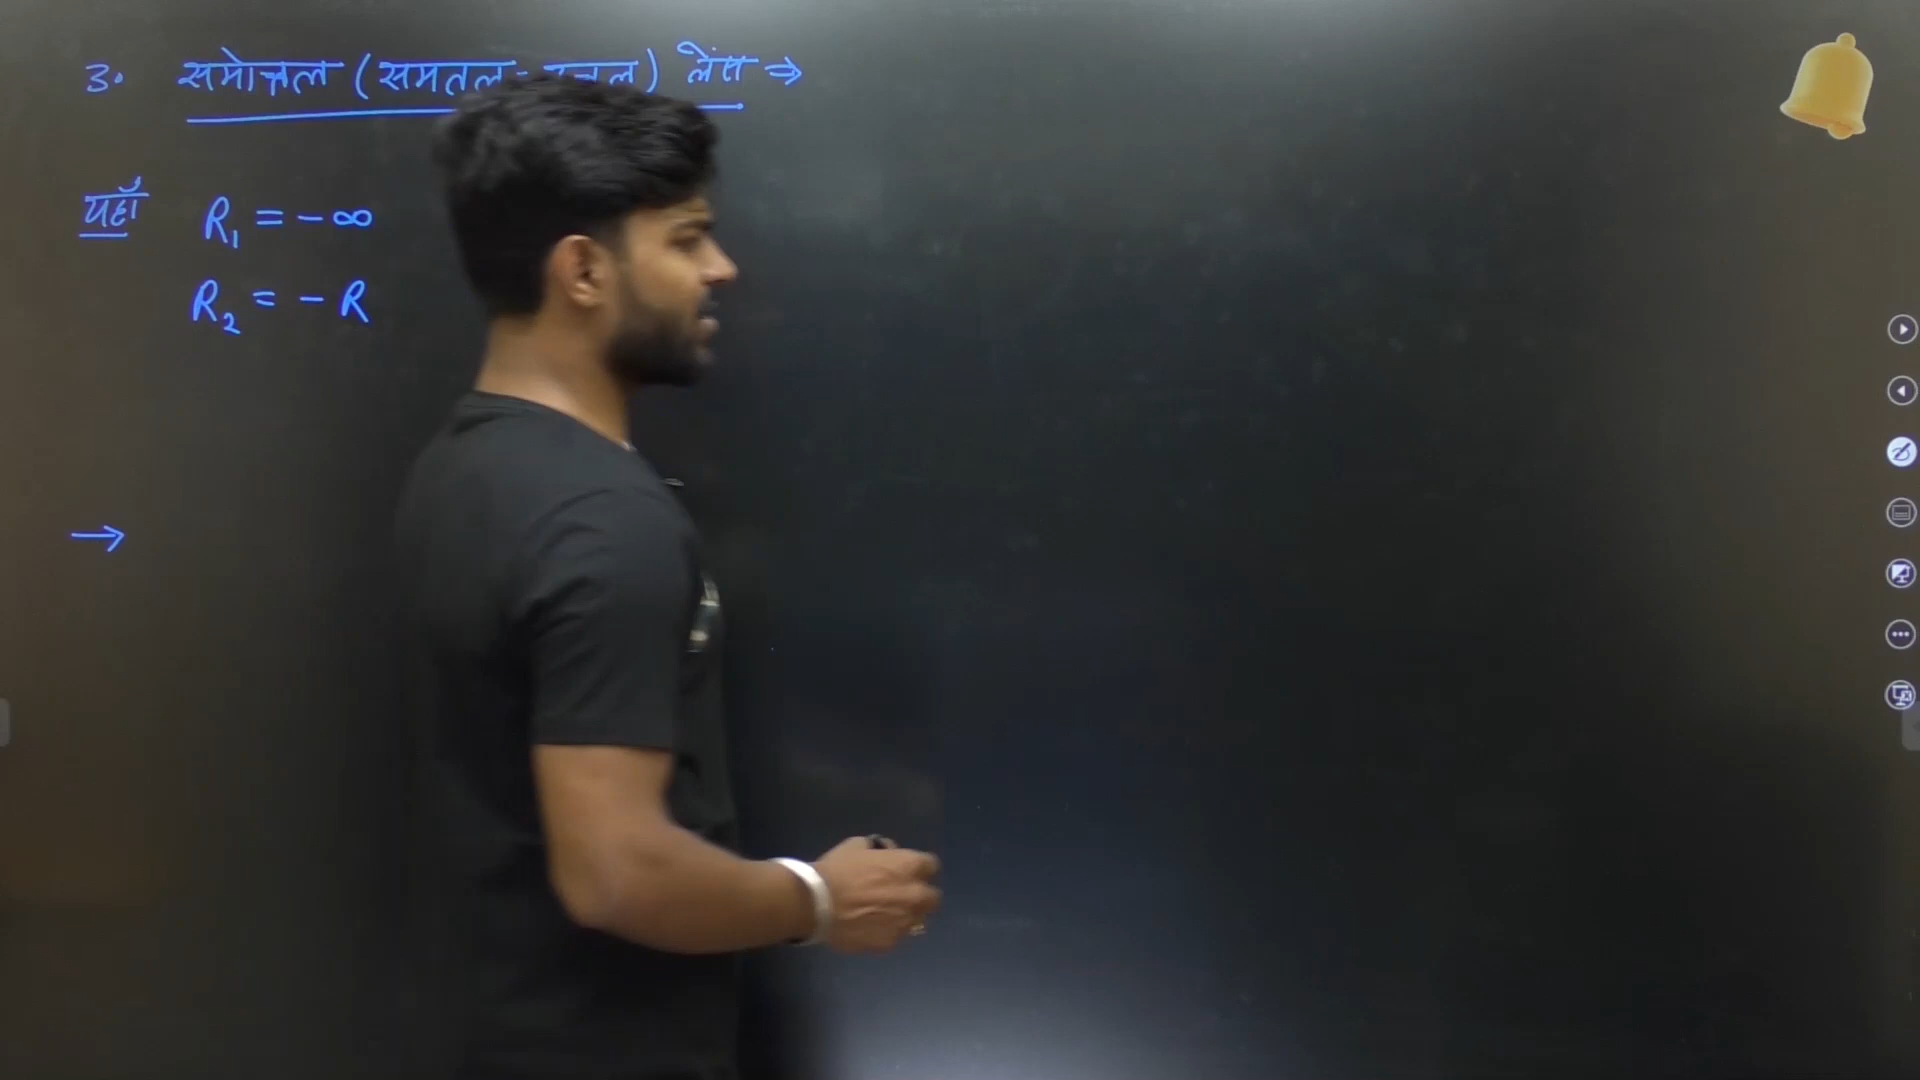 3. समोत्तल (समतल- लेंस ⇒
यहाँ R₁ = - ∞
R₂ = - R
→